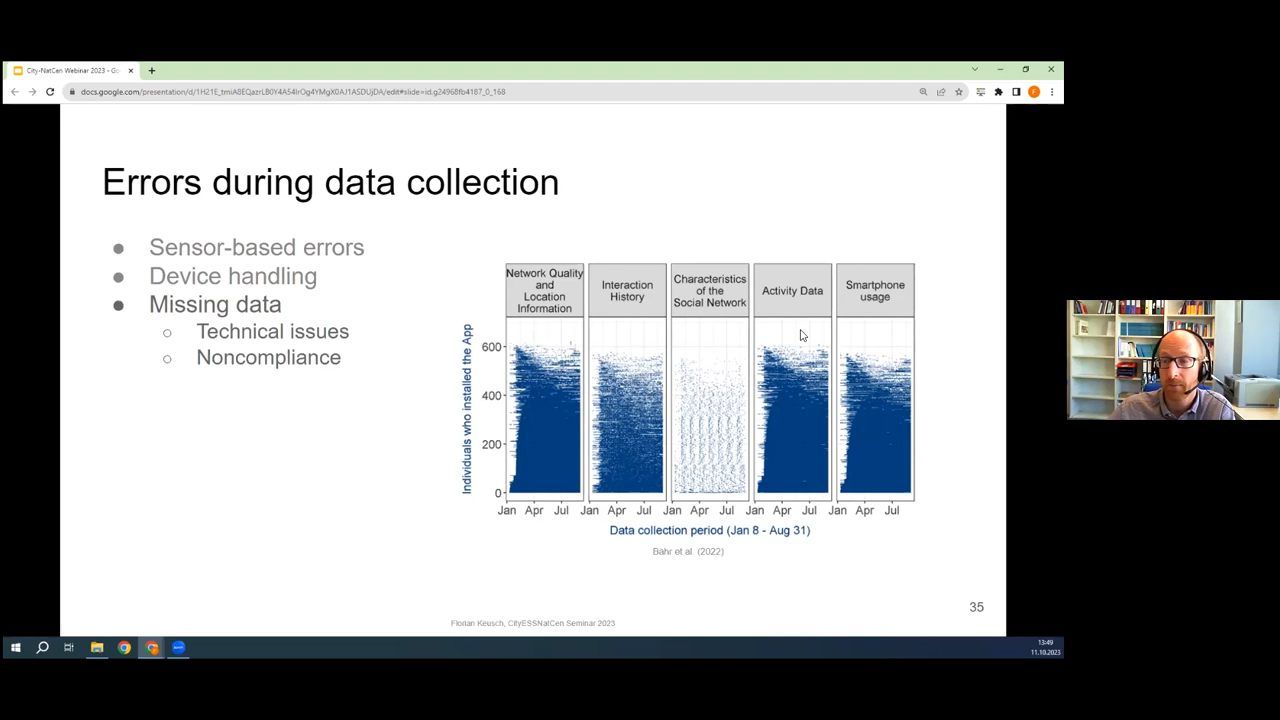 City-NatCen Webinar 2023 - Go
docs.google.com/presentation/d/1H21E_tmiA8EQazrLB0Y4A54IrOg4YMgX0AJ1ASDUjDA/edit#slide=id.g24968fb4187_0_168
Errors during data collection
● Sensor-based errors
● Device handling
● Missing data
○ Technical issues
○ Noncompliance
Network Quality
and
Location
Information
Interaction
History
Characteristics
of the
Social Network
Activity Data
Smartphone
usage
Individuals who installed the App
600
400
200
0
Jan Apr Jul Jan Apr Jul Jan Apr Jul Jan Apr Jul Jan Apr Jul
Data collection period (Jan 8 - Aug 31)
Bähr et al. (2022)
35
Florian Keusch, CityESSNatCen Seminar 2023
13:49
11.10.2023